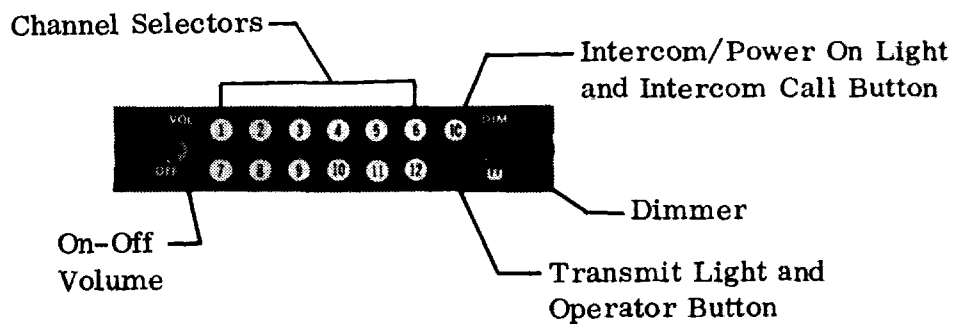 Channel Selectors
Intercom/Power On Light
and Intercom Call Button
VOL 1 2 3 4 5 6 IC DIM
OFF 7 8 9 10 11 12
Dimmer
On-Off
Volume
Transmit Light and
Operator Button